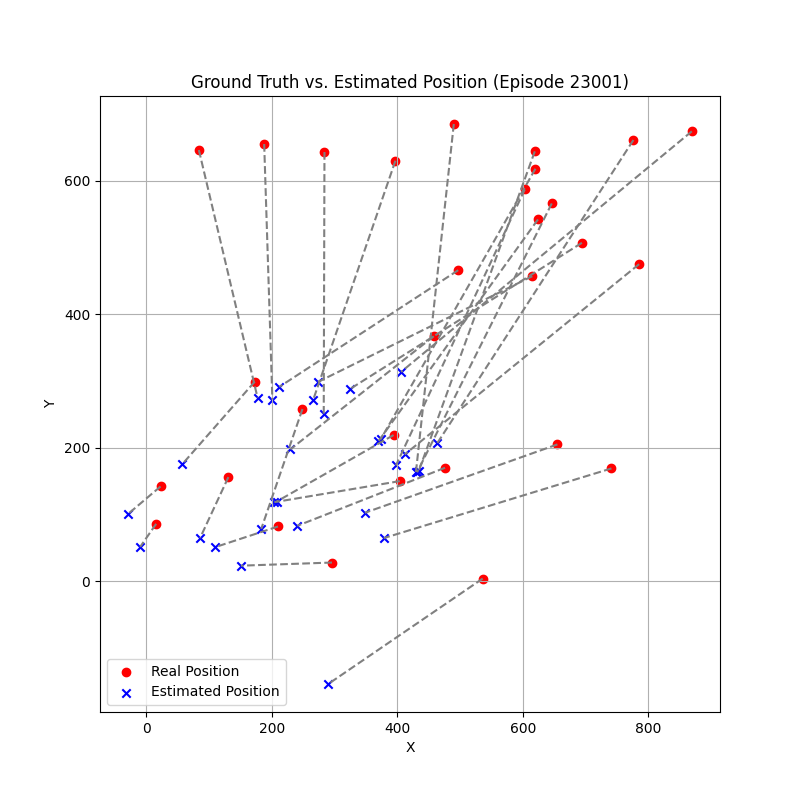 Ground Truth vs. Estimated Position (Episode 23001)
Y
600
400
200
0
Real Position
Estimated Position
0 200 400 600 800
X